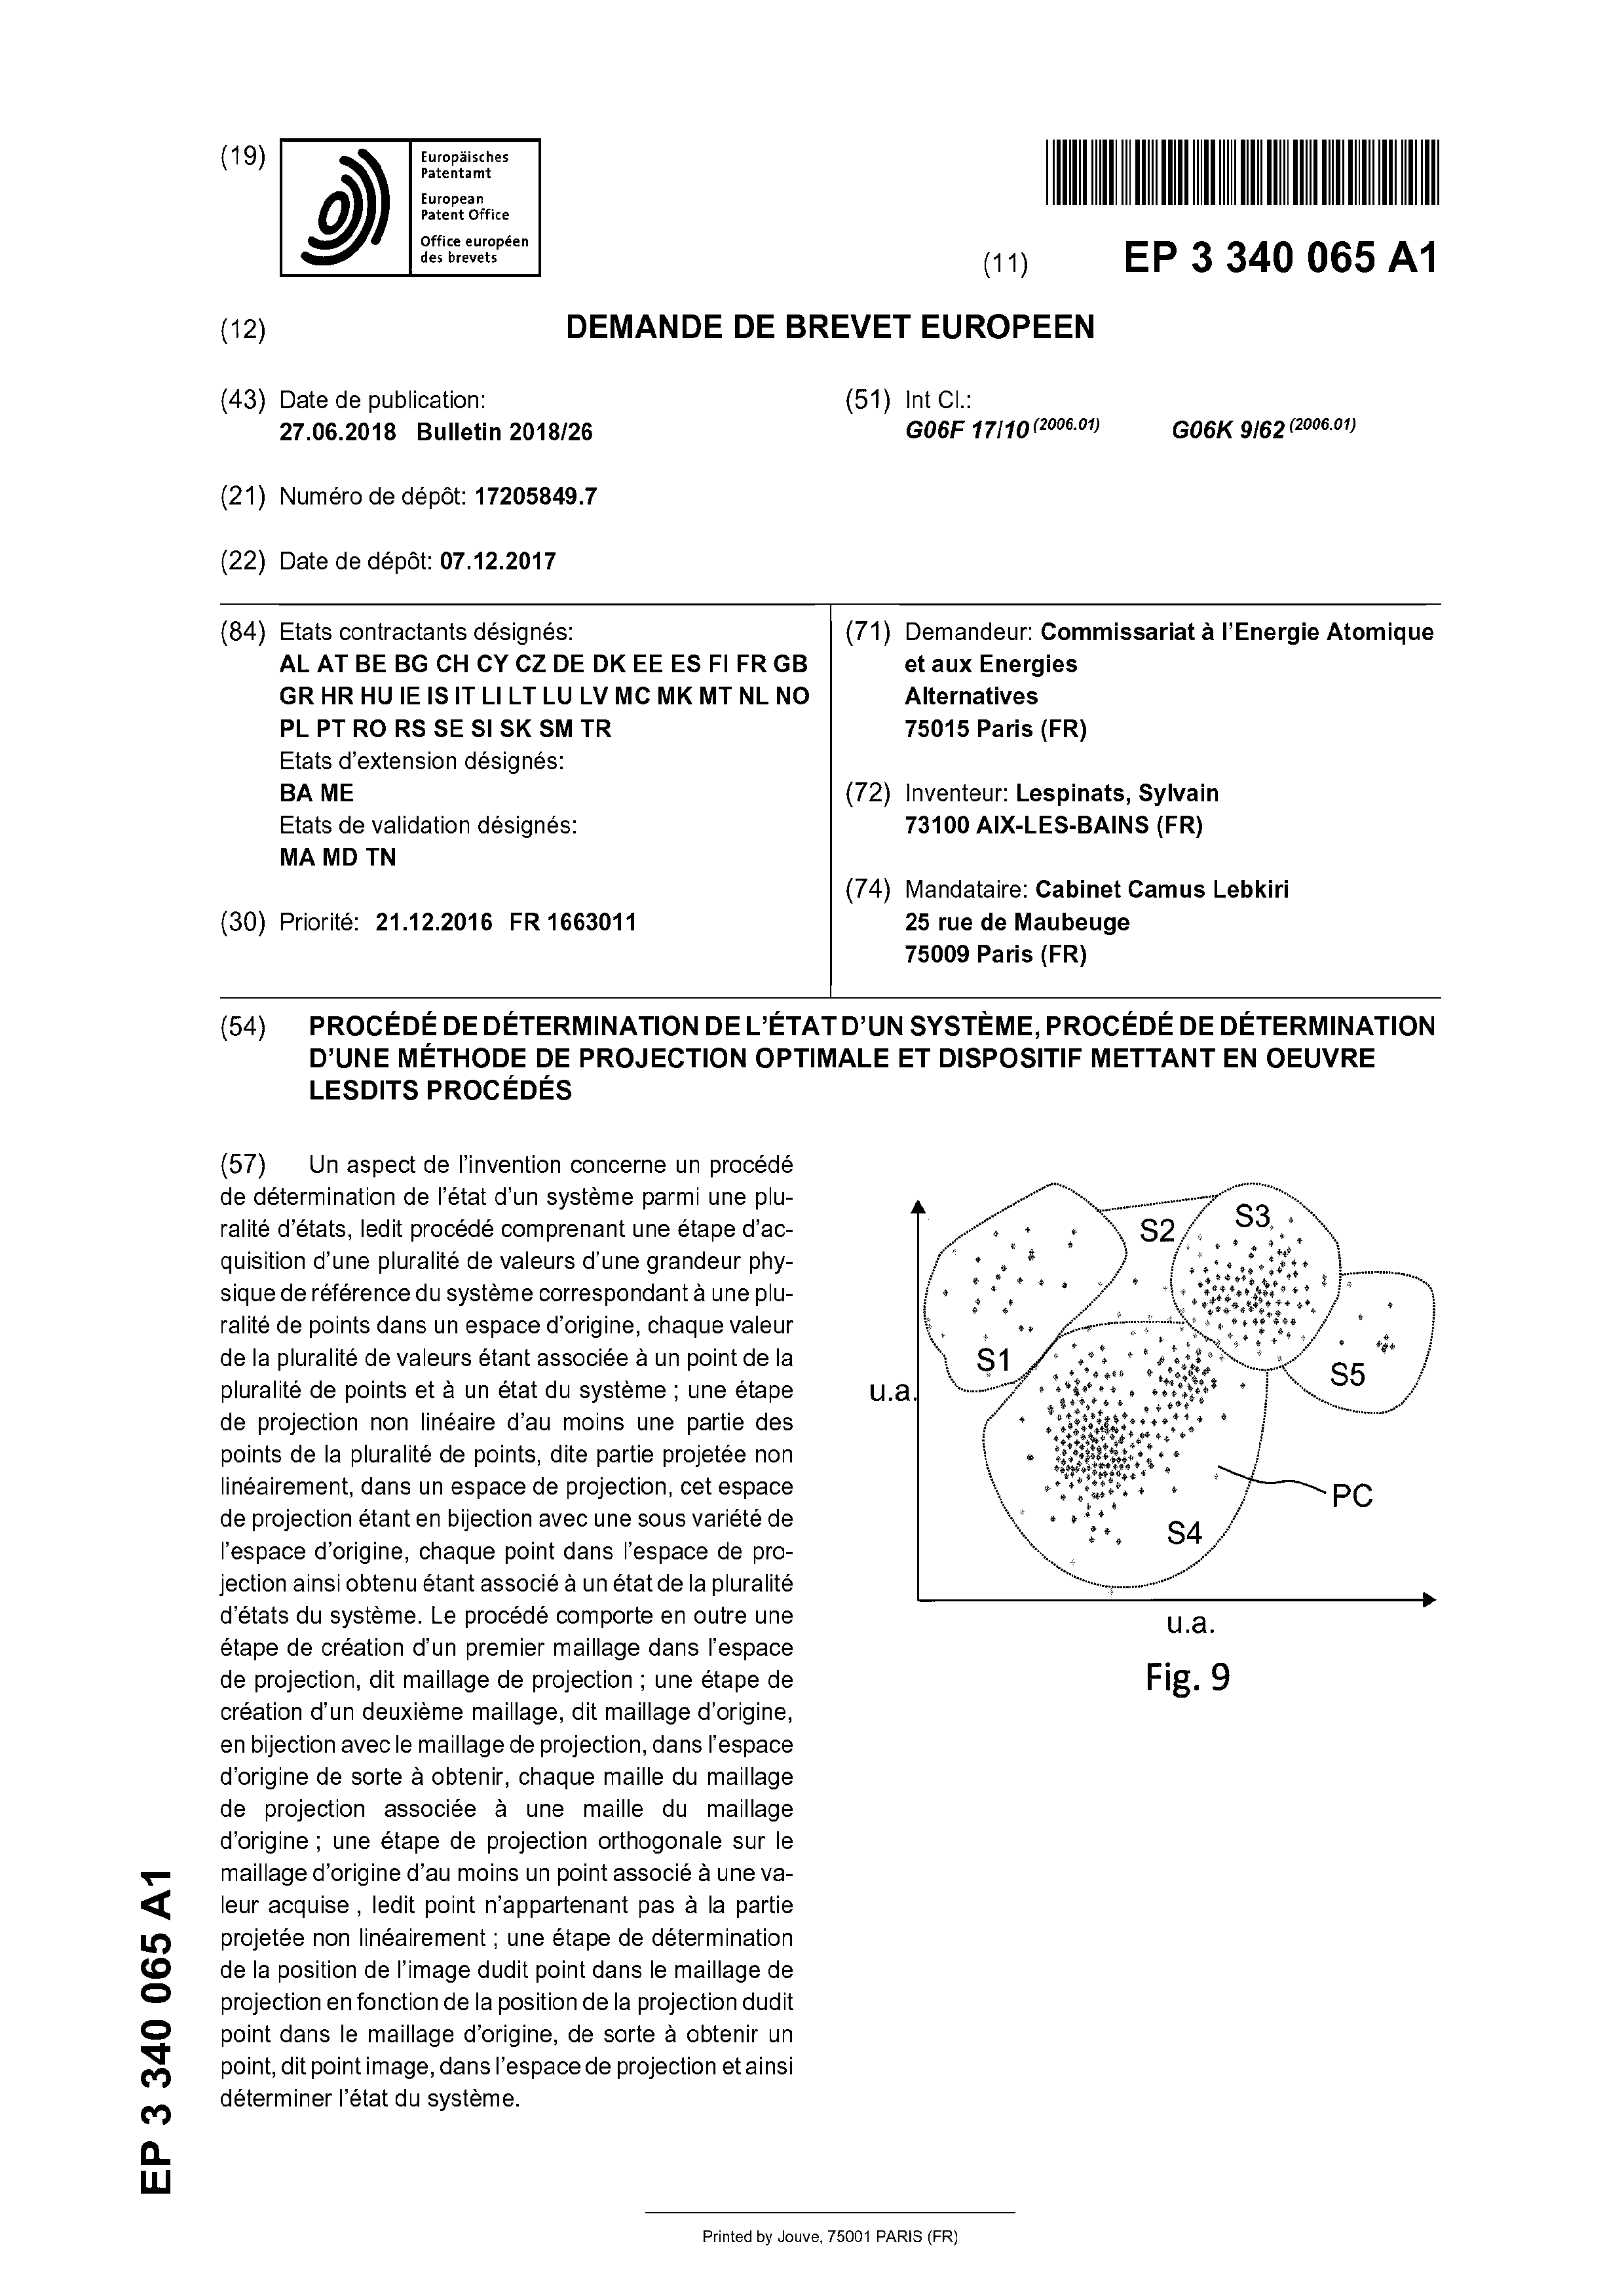 (19)
Europäisches
Patentamt
European
Patent Office
Office européen
des brevets
(11) EP 3 340 065 A1
(12) DEMANDE DE BREVET EUROPEEN
(43) Date de publication:
27.06.2018 Bulletin 2018/26
(21) Numéro de dépôt: 17205849.7
(22) Date de dépôt: 07.12.2017
(51) Int Cl.:
G06F 17/10 (2006.01) G06K 9/62 (2006.01)
(84) Etats contractants désignés:
AL AT BE BG CH CY CZ DE DK EE ES FI FR GB
GR HR HU IE IS IT LI LT LU LV MC MK MT NL NO
PL PT RO RS SE SI SK SM TR
Etats d'extension désignés:
BA ME
Etats de validation désignés:
MA MD TN
(30) Priorité: 21.12.2016 FR 1663011
(71) Demandeur: Commissariat à l'Energie Atomique
et aux Energies
Alternatives
75015 Paris (FR)
(72) Inventeur: Lespinats, Sylvain
73100 AIX-LES-BAINS (FR)
(74) Mandataire: Cabinet Camus Lebkiri
25 rue de Maubeuge
75009 Paris (FR)
(54) PROCÉDÉ DE DÉTERMINATION DE L'ÉTAT D'UN SYSTÈME, PROCÉDÉ DE DÉTERMINATION
D'UNE MÉTHODE DE PROJECTION OPTIMALE ET DISPOSITIF METTANT EN OEUVRE
LESDITS PROCÉDÉS
(57) Un aspect de l'invention concerne un procédé
de détermination de l'état d'un système parmi une plu-
ralité d'états, ledit procédé comprenant une étape d'ac-
quisition d'une pluralité de valeurs d'une grandeur phy-
sique de référence du système correspondant à une plu-
ralité de points dans un espace d'origine, chaque valeur
de la pluralité de valeurs étant associée à un point de la
pluralité de points et à un état du système ; une étape
de projection non linéaire d'au moins une partie des
points de la pluralité de points, dite partie projetée non
linéairement, dans un espace de projection, cet espace
de projection étant en bijection avec une sous variété de
l'espace d'origine, chaque point dans l'espace de pro-
jection ainsi obtenu étant associé à un état de la pluralité
d'états du système. Le procédé comporte en outre une
étape de création d'un premier maillage dans l'espace
de projection, dit maillage de projection ; une étape de
création d'un deuxième maillage, dit maillage d'origine,
en bijection avec le maillage de projection, dans l'espace
d'origine de sorte à obtenir, chaque maille du maillage
de projection associée à une maille du maillage
d'origine ; une étape de projection orthogonale sur le
maillage d'origine d'au moins un point associé à une va-
leur acquise , ledit point n'appartenant pas à la partie
projetée non linéairement ; une étape de détermination
de la position de l'image dudit point dans le maillage de
projection en fonction de la position de la projection dudit
point dans le maillage d'origine, de sorte à obtenir un
point, dit point image, dans l'espace de projection et ainsi
déterminer l'état du système.
S3
S2
S1
S5
u.a.
PC
S4
u.a.
Fig. 9
EP 3 340 065 A1
Printed by Jouve, 75001 PARIS (FR)